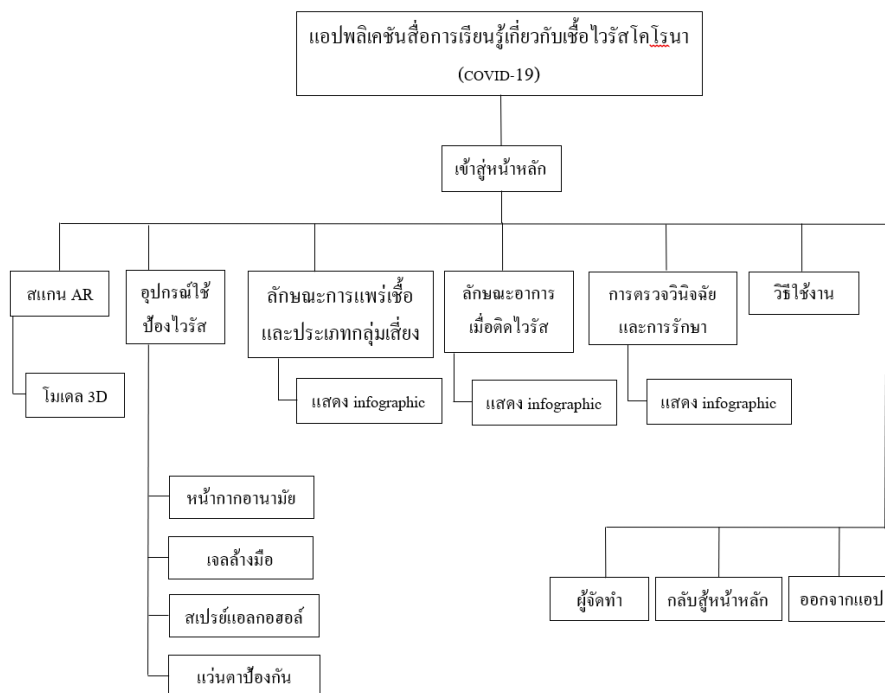 แอปพลิเคชันสื่อการเรียนรู้เกี่ยวกับเชื้อไวรัสโคโรนา
(COVID-19)
เข้าสู่หน้าหลัก
สแกน AR
อุปกรณ์ใช้
ป้องไวรัส
ลักษณะการแพร่เชื้อ
และประเภทกลุ่มเสี่ยง
ลักษณะอาการ
เมื่อติดไวรัส
การตรวจวินิจฉัย
และการรักษา
วิธีใช้งาน
โมเดล 3D
แสดง infographic
แสดง infographic
แสดง infographic
หน้ากากอานามัย
เจลล้างมือ
สเปรย์แอลกอฮอล์
แว่นตาป้องกัน
ผู้จัดทำ
กลับสู้หน้าหลัก
ออกจากแอป